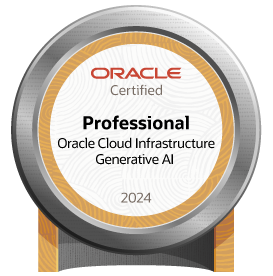 ORACLE
Certified
Professional
Oracle Cloud Infrastructure
Generative AI
2024